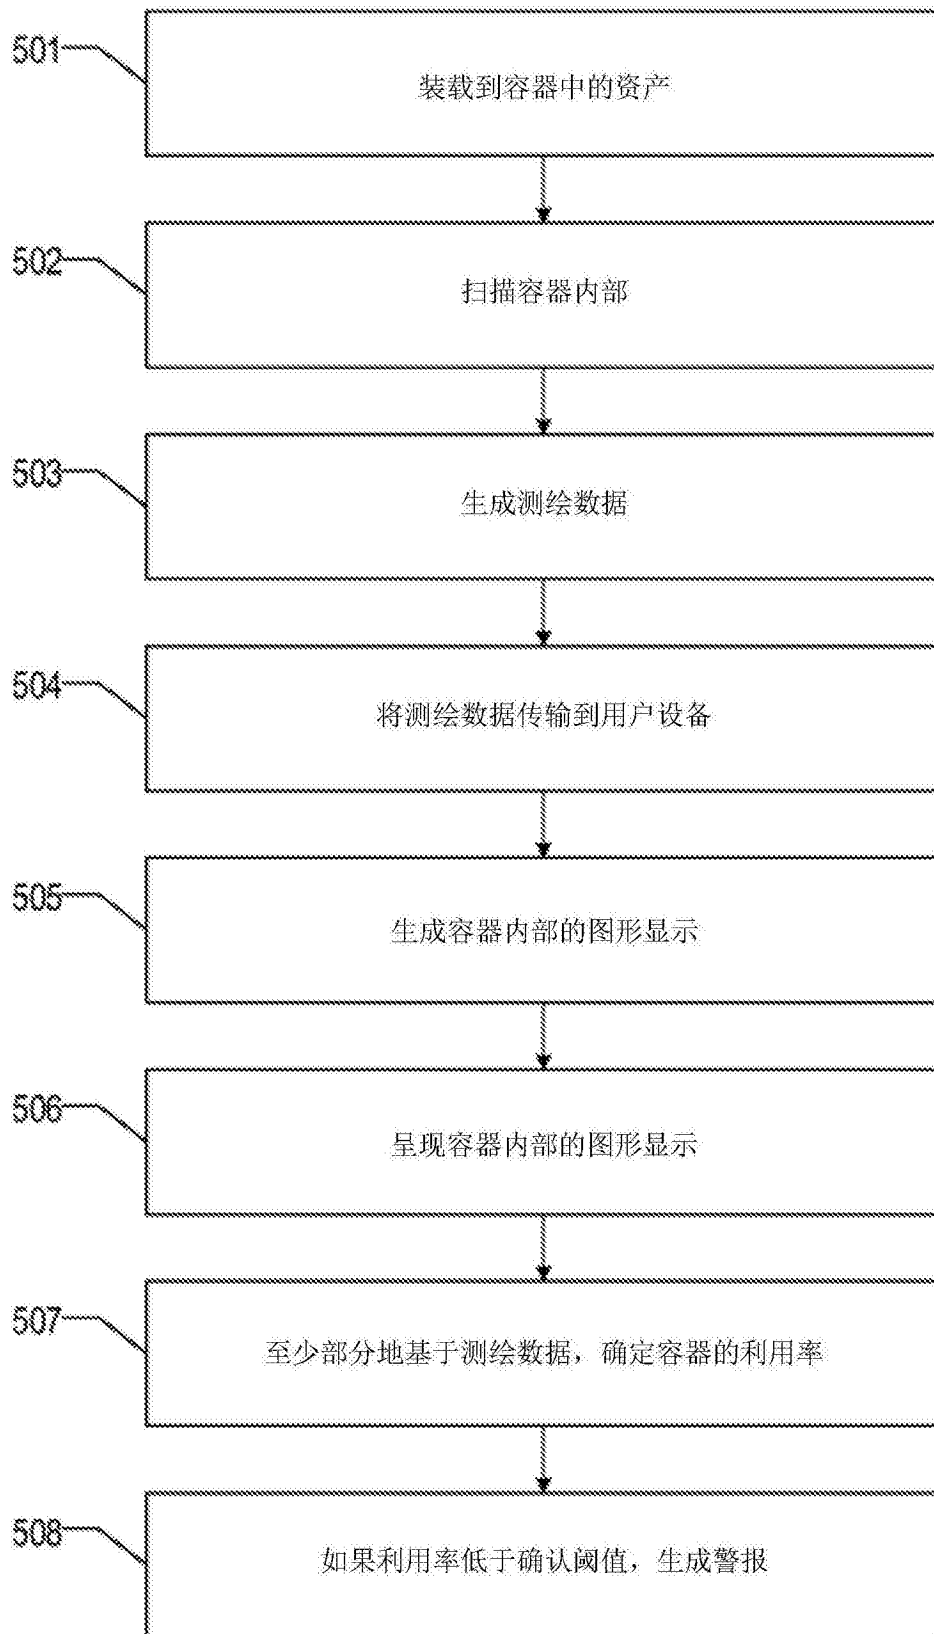 501
装载到容器中的资产
502
扫描容器内部
503
生成测绘数据
504
将测绘数据传输到用户设备
505
生成容器内部的图形显示
506
呈现容器内部的图形显示
507
至少部分地基于测绘数据，确定容器的利用率
508
如果利用率低于确认阈值，生成警报